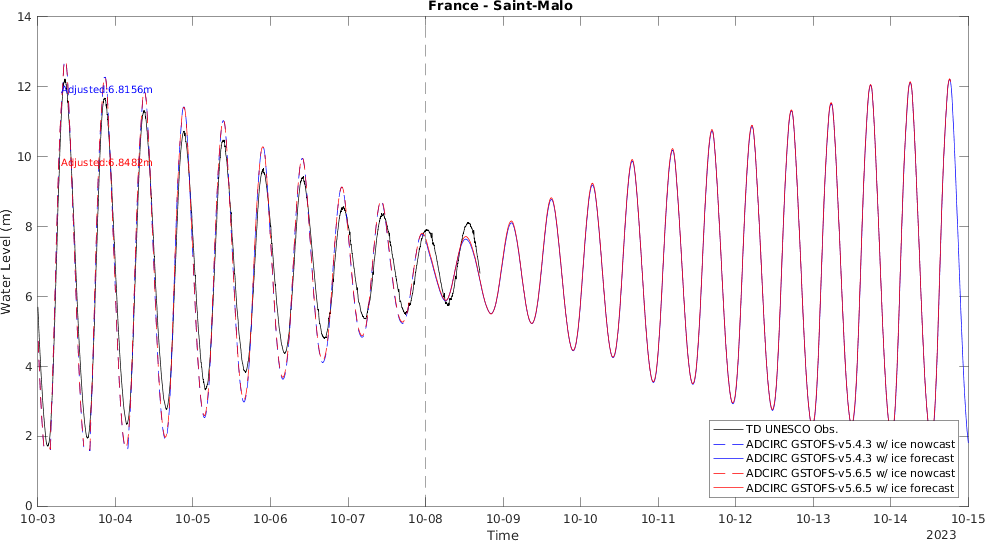 France - Saint-Malo
14
12
10
8
6
4
2
0
Water Level (m)
Adjusted:6.8156m
Adjusted:6.8482m
TD UNESCO Obs.
ADCIRC GSTOFS-v5.4.3 w/ ice nowcast
ADCIRC GSTOFS-v5.4.3 w/ ice forecast
ADCIRC GSTOFS-v5.6.5 w/ ice nowcast
ADCIRC GSTOFS-v5.6.5 w/ ice forecast
10-03 10-04 10-05 10-06 10-07 10-08 10-09 10-10 10-11 10-12 10-13 10-14 10-15
Time
2023